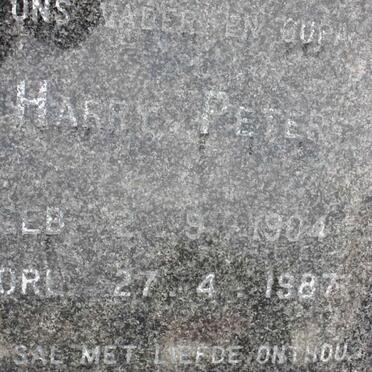 ONS VADER EN OUPA
HARRY PETER
GEB 2 . 9 . 1904
OORL. 27 . 4 . 1987
SAL MET LIEFDE ONTHOU